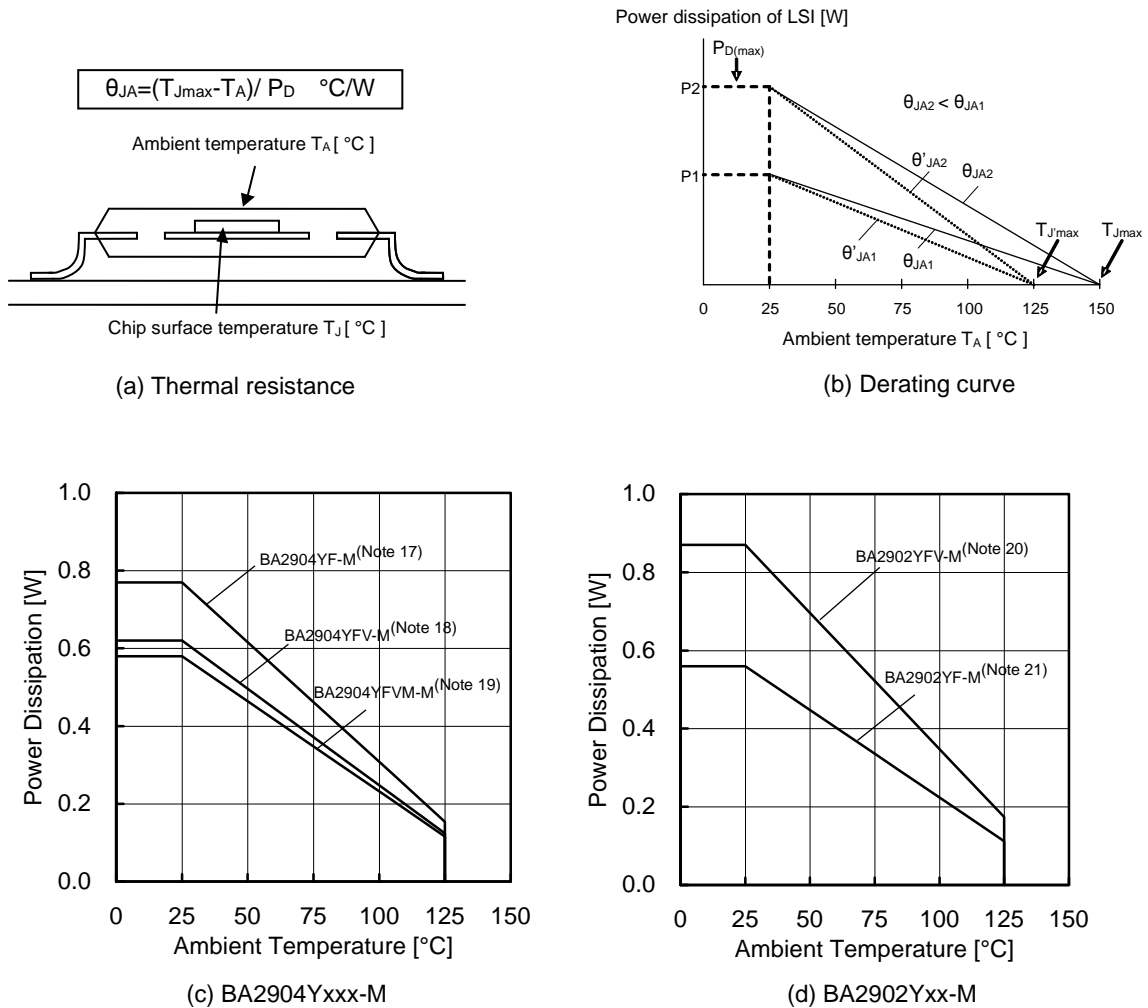 θJA=(TJmax-TA)/ PD °C/W
Ambient temperature TA [ °C ]
Chip surface temperature TJ [ °C ]
(a) Thermal resistance
Power dissipation of LSI [W]
PD(max)
P2
θJA2 < θJA1
θ'JA2
θJA2
P1
TJ'max
TJmax
θ'JA1
θJA1
0 25 50 75 100 125 150
Ambient temperature TA [ °C ]
(b) Derating curve
1.0
0.8
0.6
0.4
0.2
0.0
Power Dissipation [W]
BA2904YF-M(Note 17)
BA2904YFV-M(Note 18)
BA2904YFVM-M(Note 19)
0 25 50 75 100 125 150
Ambient Temperature [°C]
(c) BA2904Yxxx-M
1.0
0.8
0.6
0.4
0.2
0.0
Power Dissipation [W]
BA2902YFV-M(Note 20)
BA2902YF-M(Note 21)
0 25 50 75 100 125 150
Ambient Temperature [°C]
(d) BA2902Yxx-M